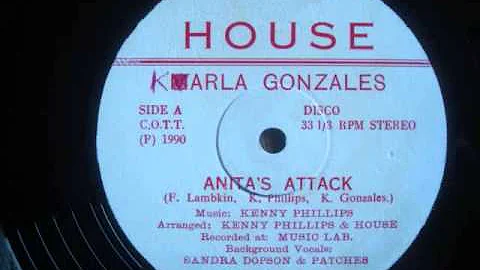 HOUSE
KARLA GONZALES
SIDE A DISCO
C.O.T.T. 33 1/3 RPM STEREO
(P) 1990
ANITA'S ATTACK
(F. Lambkin, K. Phillips, K. Gonzales.)
Music: KENNY PHILLIPS
Arranged: KENNY PHILLIPS & HOUSE
Recorded at: MUSIC LAB.
Background Vocals:
SANDRA DOPSON & PATCHES